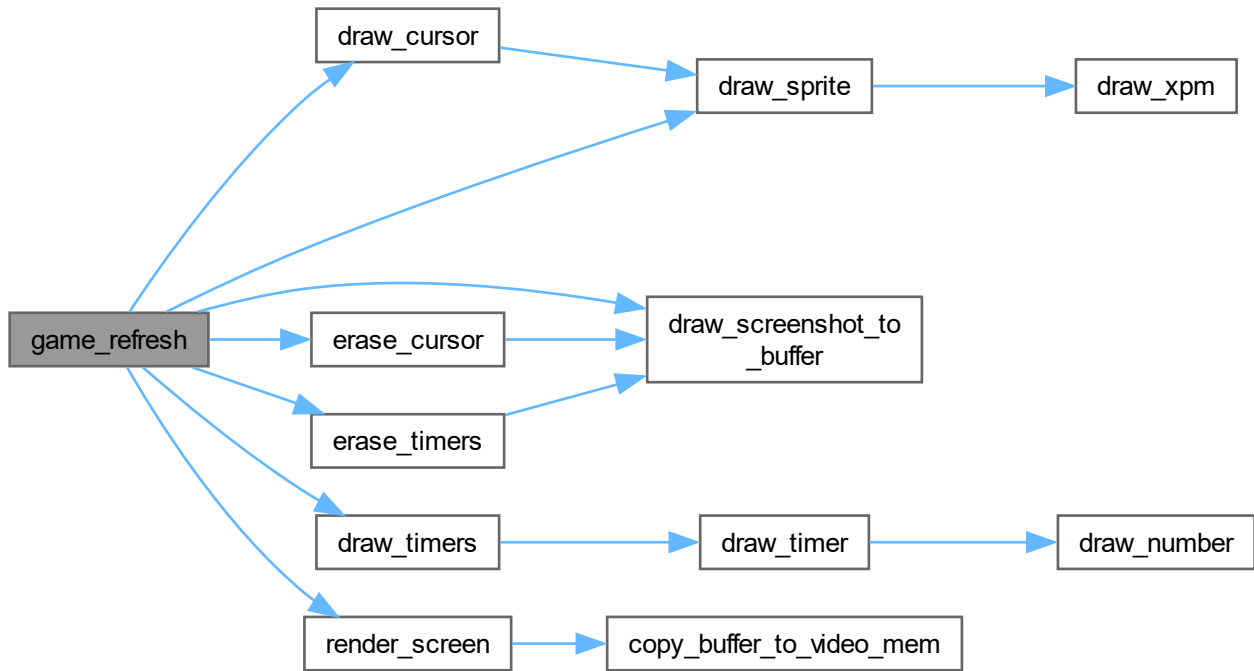 draw_cursor
draw_sprite
draw_xpm
game_refresh
erase_cursor
draw_screenshot_to
_buffer
erase_timers
draw_timers
draw_timer
draw_number
render_screen
copy_buffer_to_video_mem